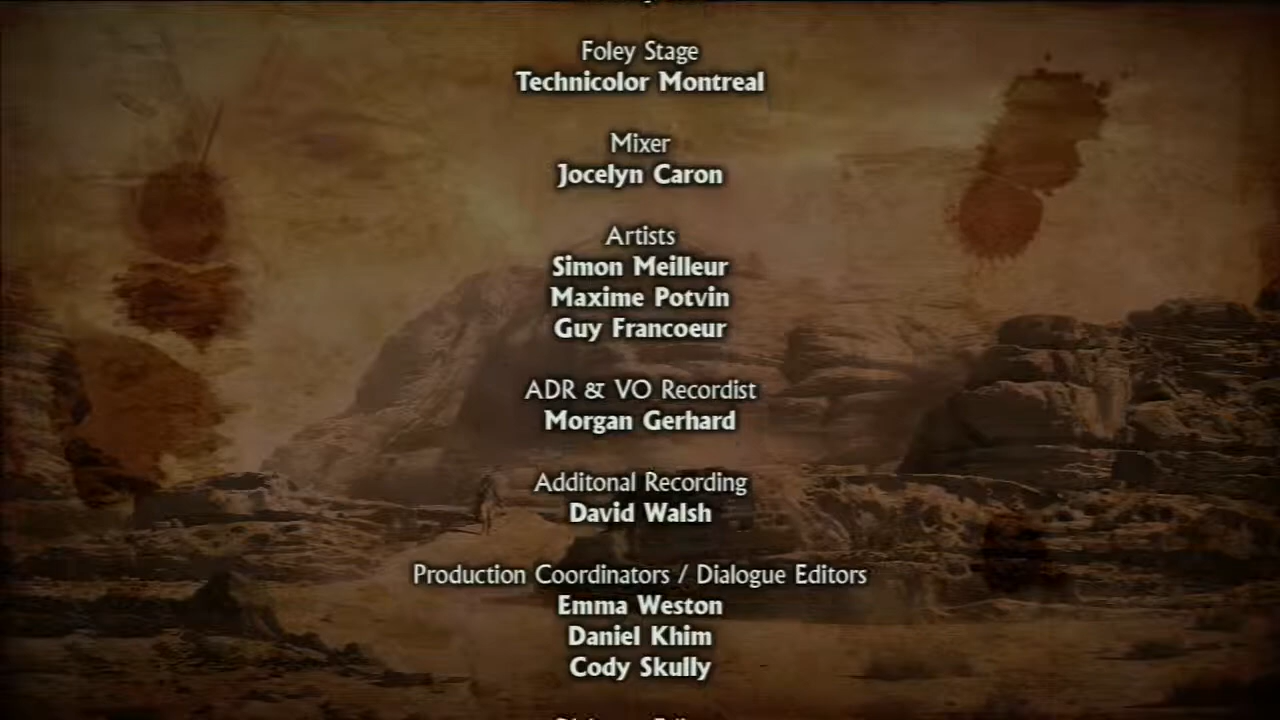 Foley Stage
Technicolor Montreal
Mixer
Jocelyn Caron
Artists
Simon Meilleur
Maxime Potvin
Guy Francoeur
ADR & VO Recordist
Morgan Gerhard
Additonal Recording
David Walsh
Production Coordinators / Dialogue Editors
Emma Weston
Daniel Khim
Cody Skully